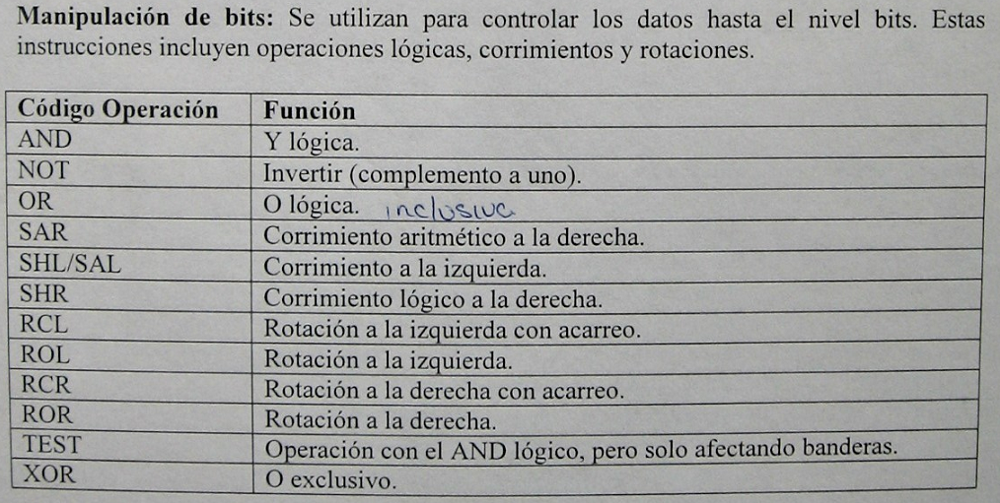 Manipulación de bits: Se utilizan para controlar los datos hasta el nivel bits. Estas
instrucciones incluyen operaciones lógicas, corrimientos y rotaciones.
Código Operación Función
AND Y lógica.
NOT Invertir (complemento a uno).
OR O lógica. inclusiva
SAR Corrimiento aritmético a la derecha.
SHL/SAL Corrimiento a la izquierda.
SHR Corrimiento lógico a la derecha.
RCL Rotación a la izquierda con acarreo.
ROL Rotación a la izquierda.
RCR Rotación a la derecha con acarreo.
ROR Rotación a la derecha.
TEST Operación con el AND lógico, pero solo afectando banderas.
XOR O exclusivo.